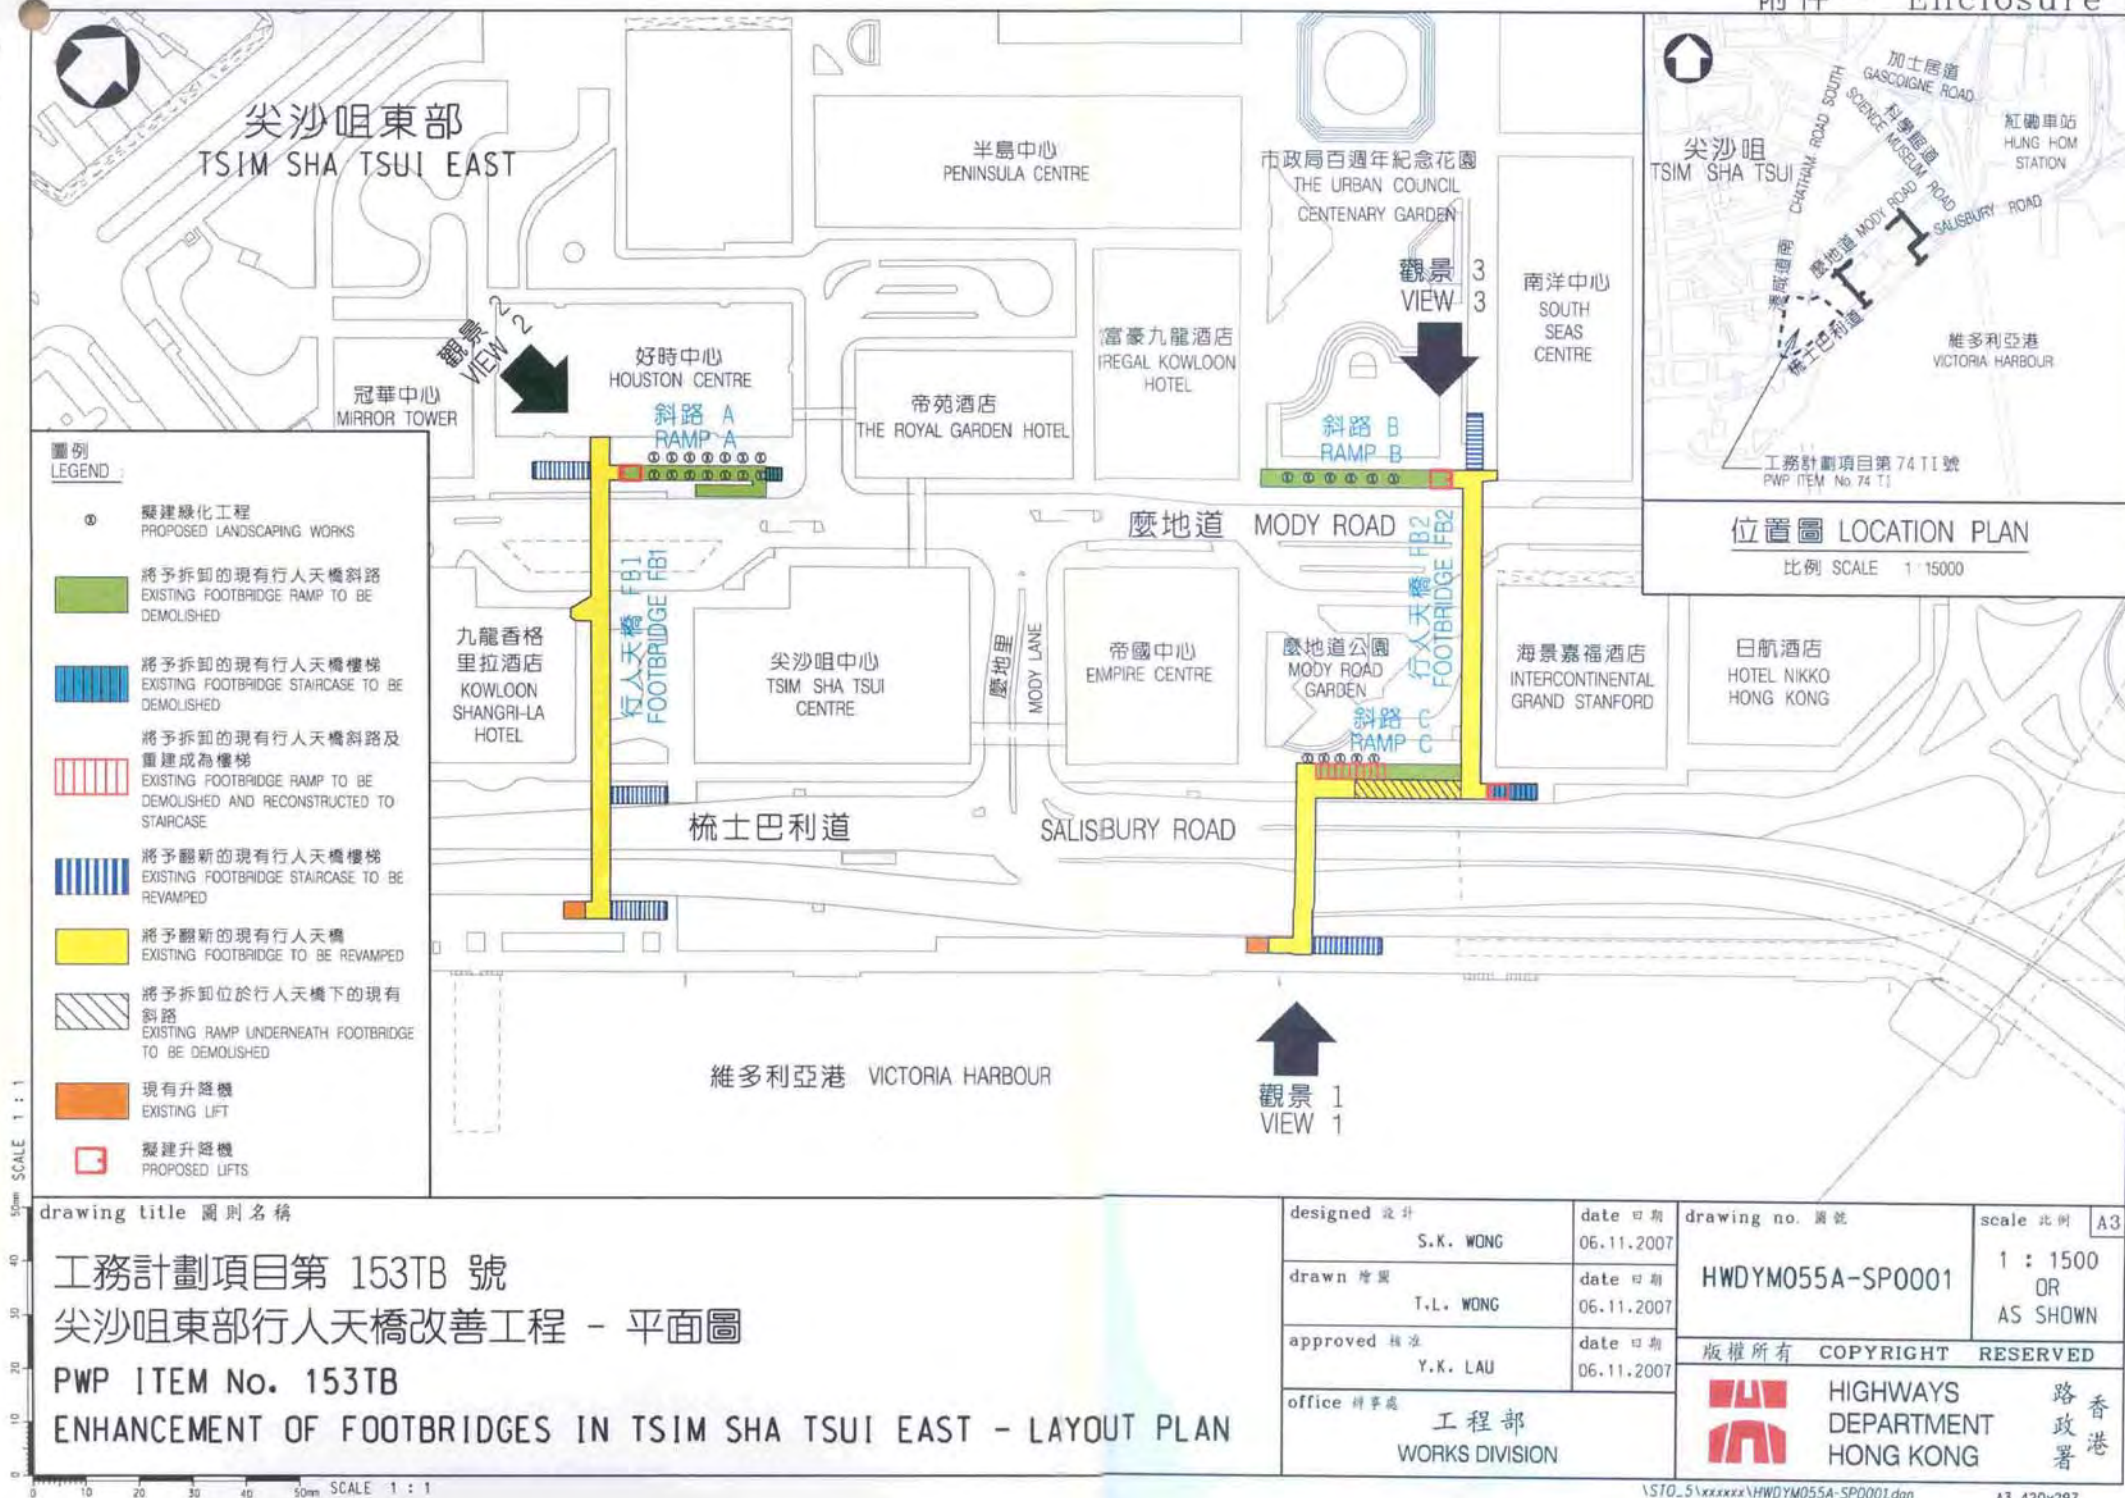 附件 Enclosure
尖沙咀東部
TSIM SHA TSUI EAST
半島中心
PENINSULA CENTRE
市政局百週年紀念花園
THE URBAN COUNCIL
CENTENARY GARDEN
觀景 3
VIEW 3
南洋中心
SOUTH
SEAS
CENTRE
觀景 2
VIEW 2
冠華中心
MIRROR TOWER
好時中心
HOUSTON CENTRE
斜路 A
RAMP A
帝苑酒店
THE ROYAL GARDEN HOTEL
富豪九龍酒店
REGAL KOWLOON
HOTEL
斜路 B
RAMP B
麼地道 MODY ROAD
行人天橋 FB1
FOOTBRIDGE FB1
行人天橋 FB2
FOOTBRIDGE FB2
九龍香格
里拉酒店
KOWLOON
SHANGRI-LA
HOTEL
尖沙咀中心
TSIM SHA TSUI
CENTRE
麼地里
MODY LANE
帝國中心
EMPIRE CENTRE
麼地道公園
MODY ROAD
GARDEN
斜路 C
RAMP C
海景嘉福酒店
INTERCONTINENTAL
GRAND STANFORD
日航酒店
HOTEL NIKKO
HONG KONG
梳士巴利道
SALISBURY ROAD
維多利亞港 VICTORIA HARBOUR
觀景 1
VIEW 1
加士居道
GASCOIGNE ROAD
科學館道
SCIENCE MUSEUM ROAD
紅磡車站
HUNG HOM
STATION
尖沙咀
TSIM SHA TSUI
漆咸道南 CHATHAM ROAD SOUTH
麼地道 MODY ROAD
梳士巴利道 SALISBURY ROAD
維多利亞港
VICTORIA HARBOUR
工務計劃項目第 74TI 號
PWP ITEM No. 74 TI
位置圖 LOCATION PLAN
比例 SCALE 1 : 15000
圖例
LEGEND :
擬建綠化工程
PROPOSED LANDSCAPING WORKS
將予拆卸的現有行人天橋斜路
EXISTING FOOTBRIDGE RAMP TO BE
DEMOLISHED
將予拆卸的現有行人天橋樓梯
EXISTING FOOTBRIDGE STAIRCASE TO BE
DEMOLISHED
將予拆卸的現有行人天橋斜路及
重建成為樓梯
EXISTING FOOTBRIDGE RAMP TO BE
DEMOLISHED AND RECONSTRUCTED TO
STAIRCASE
將予翻新的現有行人天橋樓梯
EXISTING FOOTBRIDGE STAIRCASE TO BE
REVAMPED
將予翻新的現有行人天橋
EXISTING FOOTBRIDGE TO BE REVAMPED
將予拆卸位於行人天橋下的現有
斜路
EXISTING RAMP UNDERNEATH FOOTBRIDGE
TO BE DEMOLISHED
現有升降機
EXISTING LIFT
擬建升降機
PROPOSED LIFTS
drawing title 圖則名稱
工務計劃項目第 153TB 號
尖沙咀東部行人天橋改善工程 - 平面圖
PWP ITEM No. 153TB
ENHANCEMENT OF FOOTBRIDGES IN TSIM SHA TSUI EAST - LAYOUT PLAN
designed 設計
S.K. WONG
date 日期
06.11.2007
drawn 繪圖
T.L. WONG
date 日期
06.11.2007
approved 核准
Y.K. LAU
date 日期
06.11.2007
office 辦事處
工程部
WORKS DIVISION
drawing no. 圖號
HWDYM055A-SP0001
scale 比例
A3
1 : 1500
OR
AS SHOWN
版權所有 COPYRIGHT RESERVED
HIGHWAYS
DEPARTMENT
HONG KONG
香港
路政署
50mm SCALE 1 : 1
0 10 20 30 40 50mm SCALE 1 : 1
\STO_5\xxxxxx\HWDYM055A-SP0001.dgn
A3 420x297